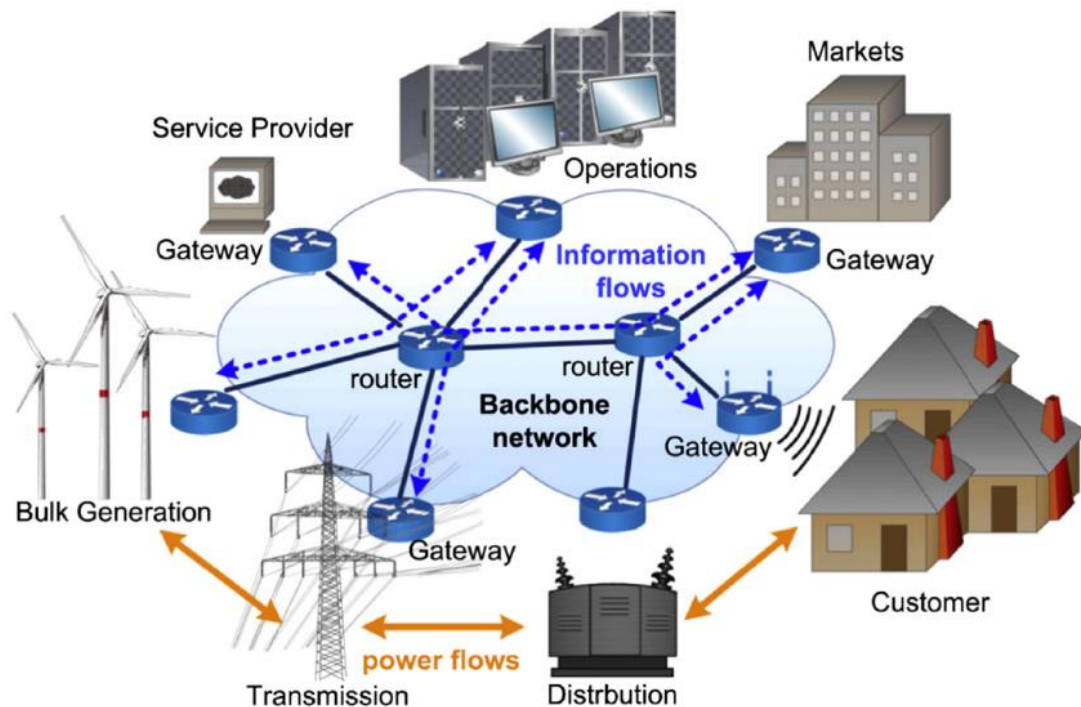 Markets
Service Provider
Operations
Gateway
Information
flows
Gateway
router
router
Backbone
network
Gateway
Bulk Generation
Gateway
Customer
power flows
Transmission
Distrbution